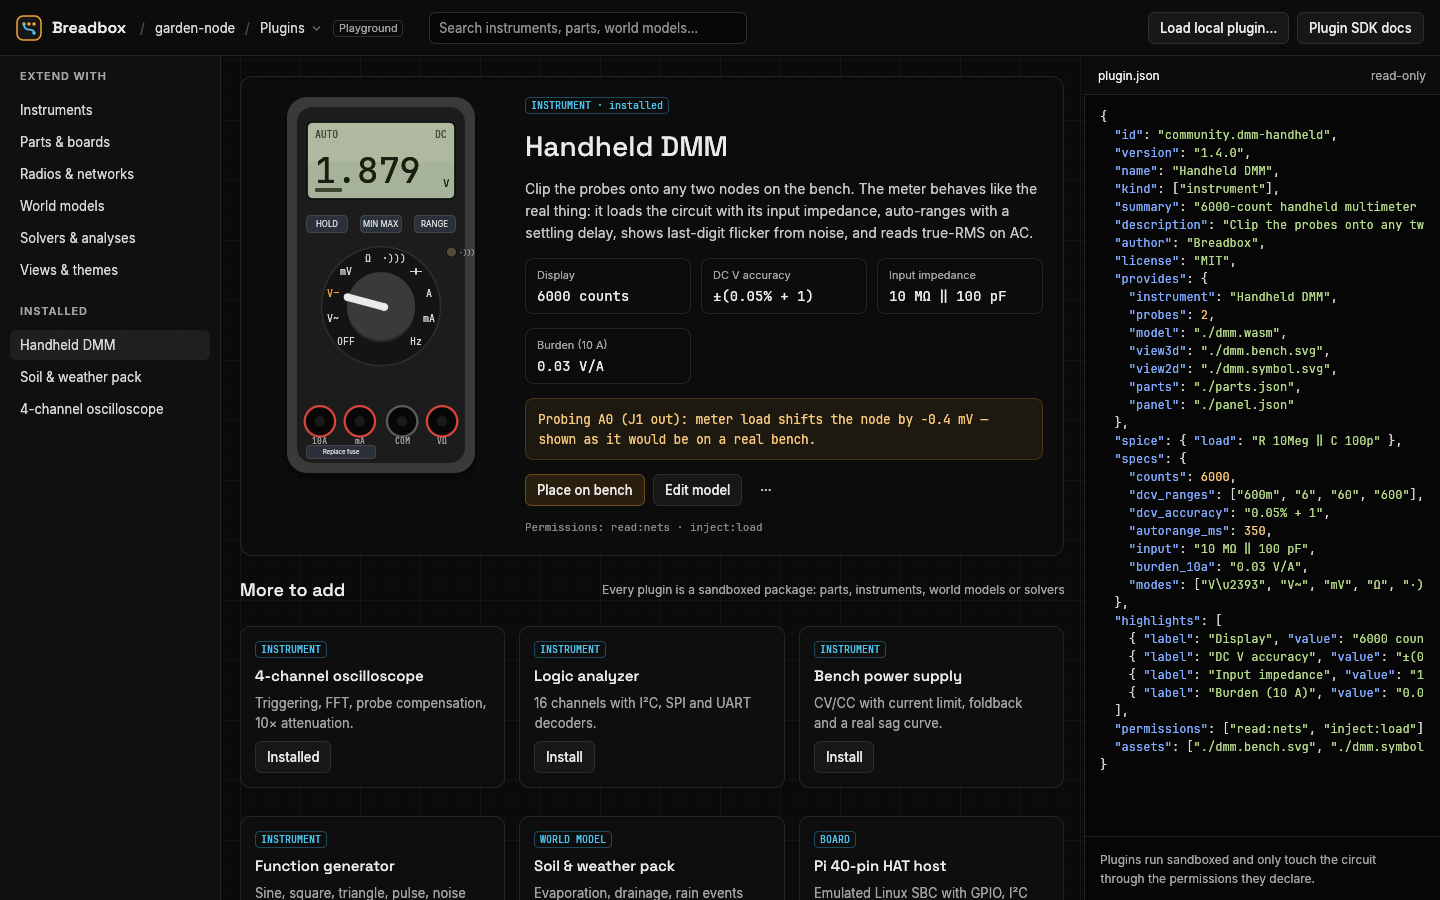 Breadbox / garden-node / Plugins Playground
Search instruments, parts, world models...
Load local plugin...
Plugin SDK docs
EXTEND WITH
Instruments
Parts & boards
Radios & networks
World models
Solvers & analyses
Views & themes
INSTALLED
Handheld DMM
Soil & weather pack
4-channel oscilloscope
AUTO DC
1.879 V
HOLD MIN MAX RANGE
Ω ·)))
·)))
mV
V⎓ A
V~ mA
OFF Hz
10A mA COM VΩ
Replace fuse
INSTRUMENT · installed
Handheld DMM
Clip the probes onto any two nodes on the bench. The meter behaves like the
real thing: it loads the circuit with its input impedance, auto-ranges with a
settling delay, shows last-digit flicker from noise, and reads true-RMS on AC.
Display
6000 counts
DC V accuracy
±(0.05% + 1)
Input impedance
10 MΩ ‖ 100 pF
Burden (10 A)
0.03 V/A
Probing A0 (J1 out): meter load shifts the node by -0.4 mV —
shown as it would be on a real bench.
Place on bench
Edit model
···
Permissions: read:nets · inject:load
More to add
Every plugin is a sandboxed package: parts, instruments, world models or solvers
INSTRUMENT
4-channel oscilloscope
Triggering, FFT, probe compensation,
10× attenuation.
Installed
INSTRUMENT
Logic analyzer
16 channels with I²C, SPI and UART
decoders.
Install
INSTRUMENT
Bench power supply
CV/CC with current limit, foldback
and a real sag curve.
Install
INSTRUMENT
Function generator
Sine, square, triangle, pulse, noise
WORLD MODEL
Soil & weather pack
Evaporation, drainage, rain events
BOARD
Pi 40-pin HAT host
Emulated Linux SBC with GPIO, I²C
plugin.json read-only
{
"id": "community.dmm-handheld",
"version": "1.4.0",
"name": "Handheld DMM",
"kind": ["instrument"],
"summary": "6000-count handheld multimeter
"description": "Clip the probes onto any tw
"author": "Breadbox",
"license": "MIT",
"provides": {
"instrument": "Handheld DMM",
"probes": 2,
"model": "./dmm.wasm",
"view3d": "./dmm.bench.svg",
"view2d": "./dmm.symbol.svg",
"parts": "./parts.json",
"panel": "./panel.json"
},
"spice": { "load": "R 10Meg ‖ C 100p" },
"specs": {
"counts": 6000,
"dcv_ranges": ["600m", "6", "60", "600"],
"dcv_accuracy": "0.05% + 1",
"autorange_ms": 350,
"input": "10 MΩ ‖ 100 pF",
"burden_10a": "0.03 V/A",
"modes": ["V\u2393", "V~", "mV", "Ω", "·)
},
"highlights": [
{ "label": "Display", "value": "6000 coun
{ "label": "DC V accuracy", "value": "±(0
{ "label": "Input impedance", "value": "1
{ "label": "Burden (10 A)", "value": "0.0
],
"permissions": ["read:nets", "inject:load"]
"assets": ["./dmm.bench.svg", "./dmm.symbol
}
Plugins run sandboxed and only touch the circuit
through the permissions they declare.